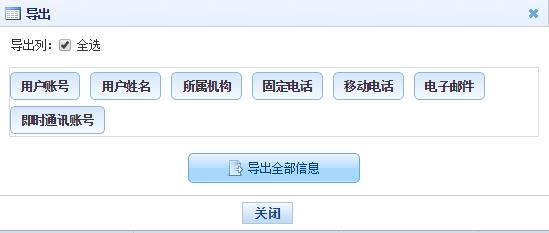 导出
导出列： 全选
用户账号 用户姓名 所属机构 固定电话 移动电话 电子邮件
即时通讯账号
导出全部信息
关闭